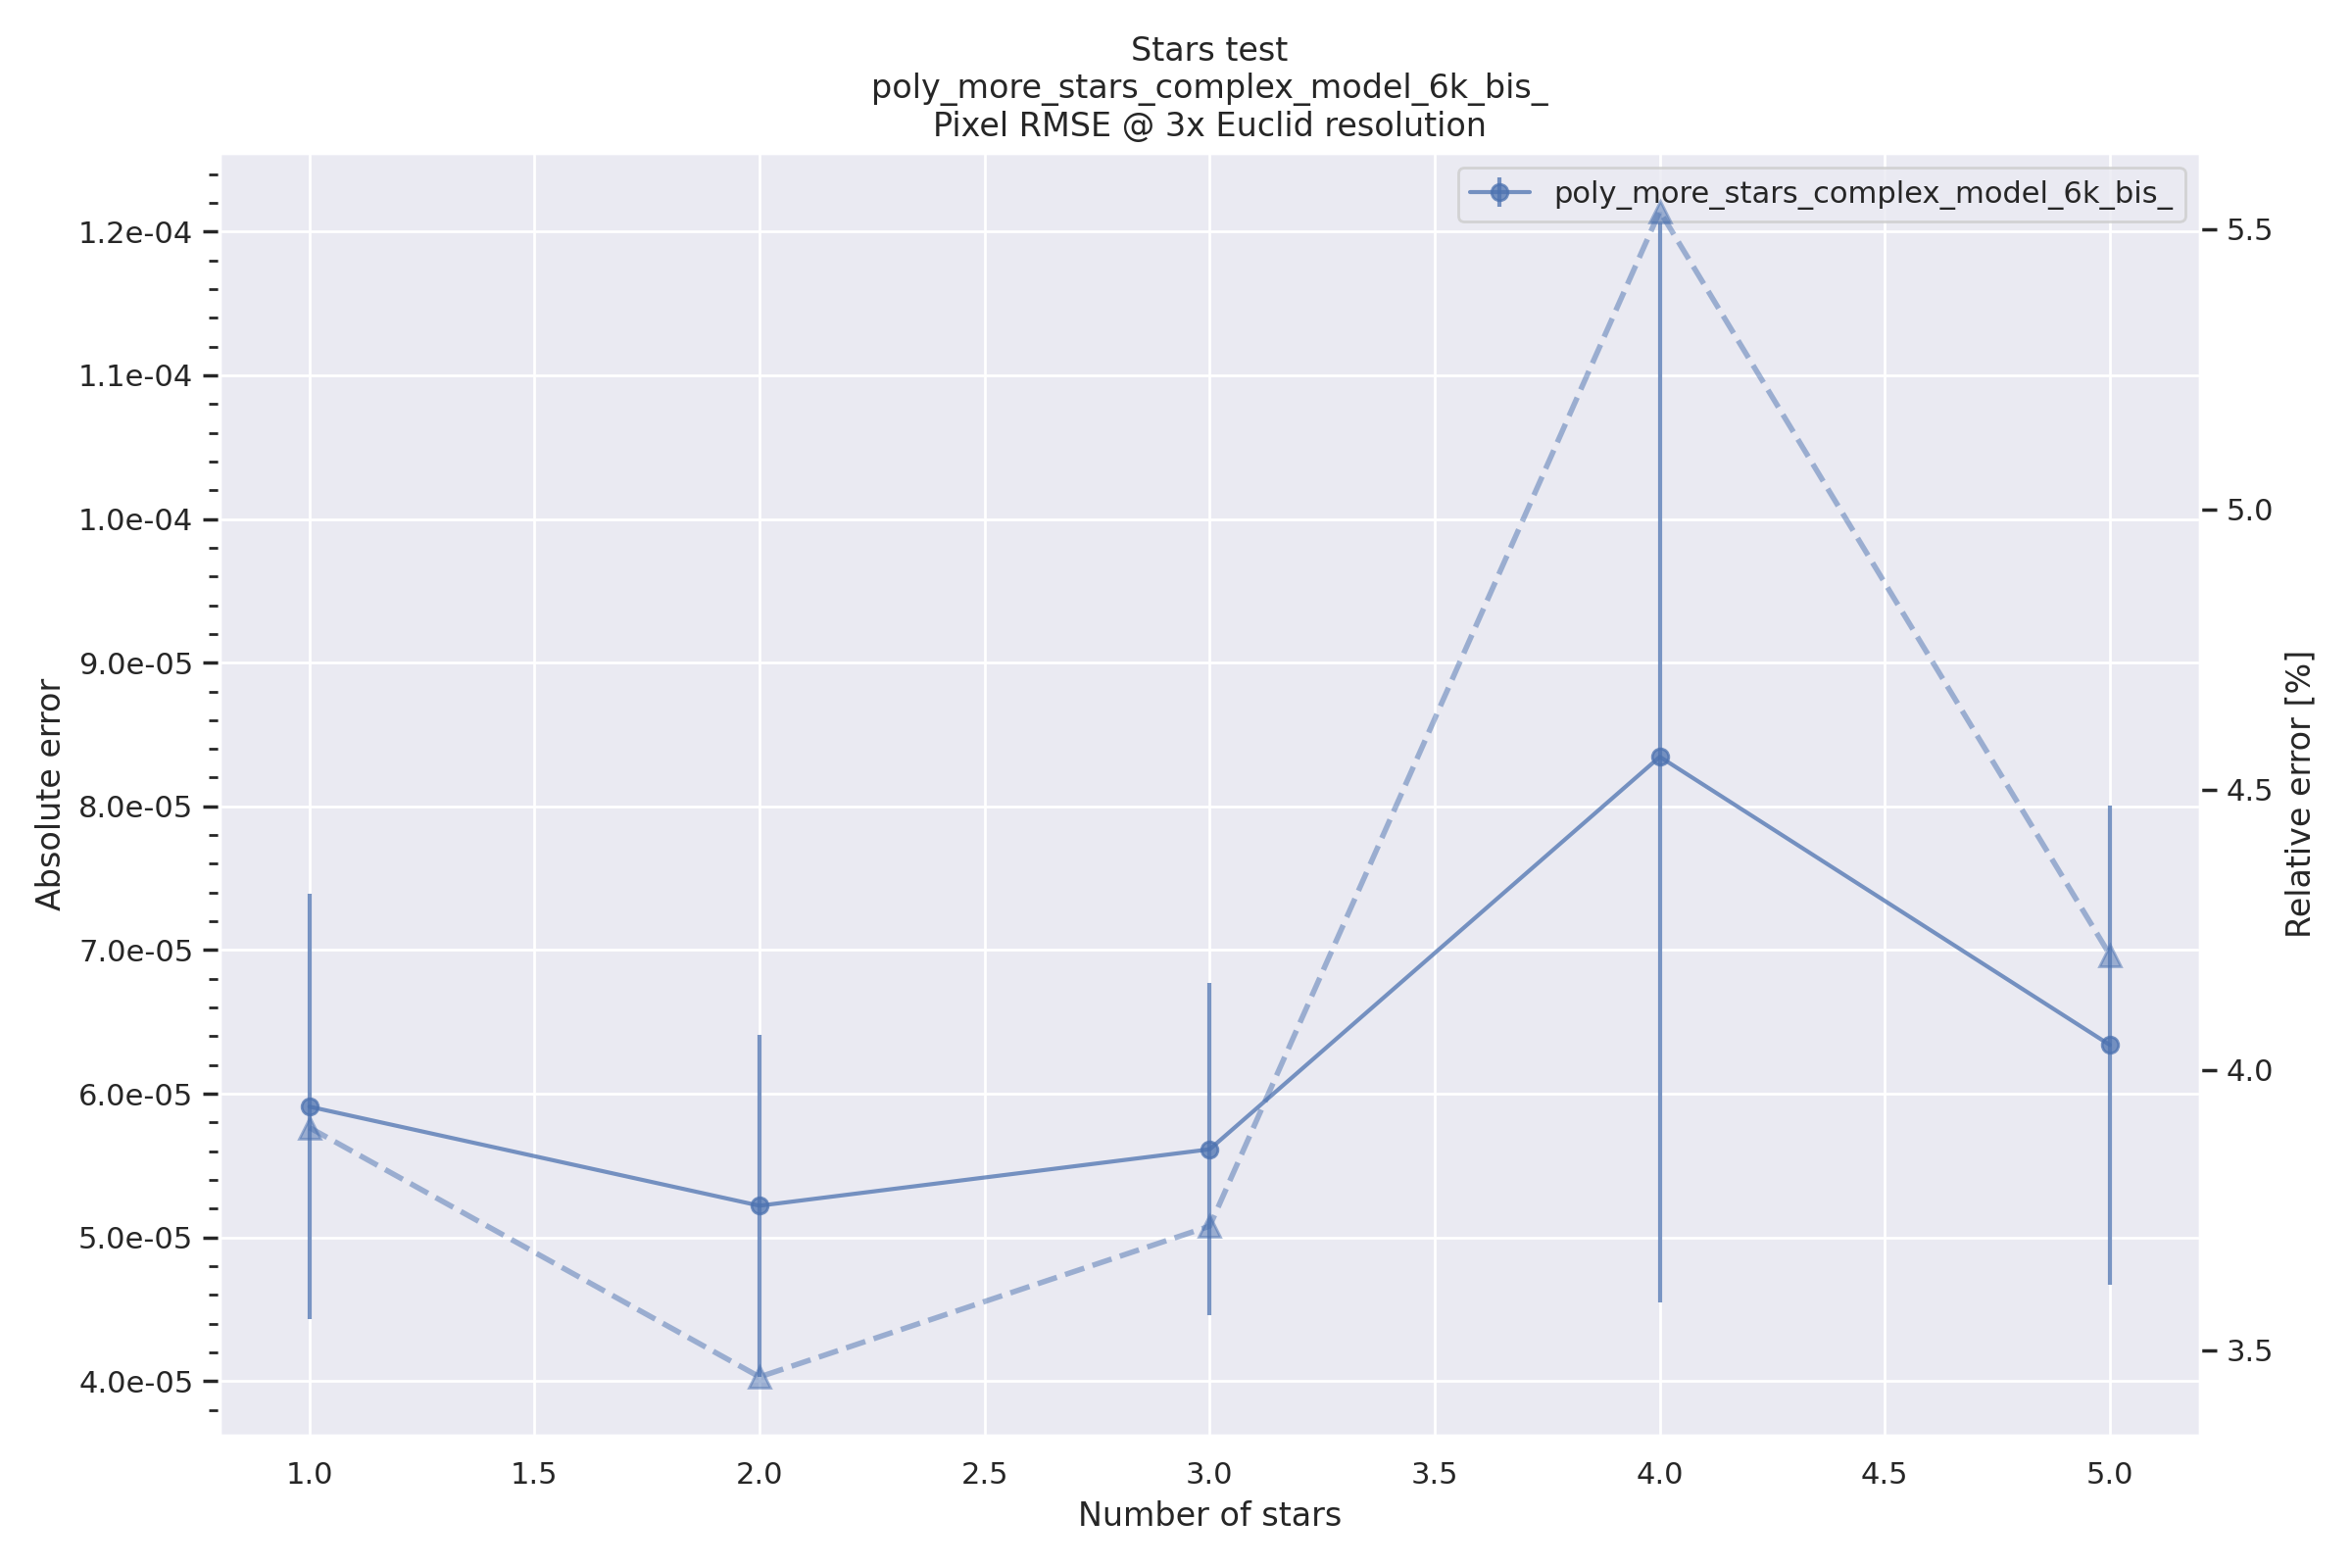 Stars test
poly_more_stars_complex_model_6k_bis_
Pixel RMSE @ 3x Euclid resolution
poly_more_stars_complex_model_6k_bis_
Absolute error
1.2e-04
1.1e-04
1.0e-04
9.0e-05
8.0e-05
7.0e-05
6.0e-05
5.0e-05
4.0e-05
5.5
5.0
4.5
4.0
3.5
Relative error [%]
1.0 1.5 2.0 2.5 3.0 3.5 4.0 4.5 5.0
Number of stars